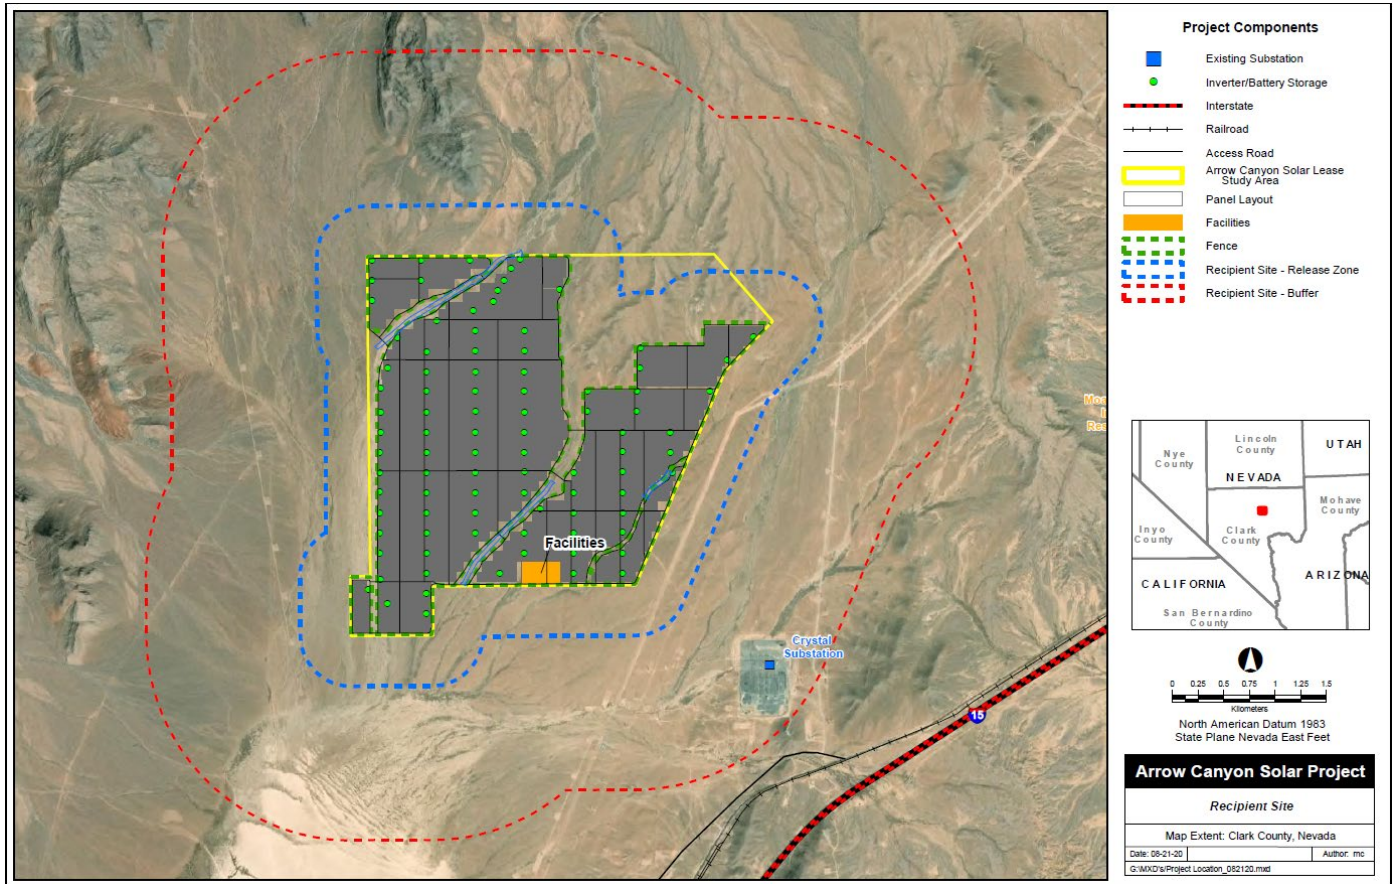 Project Components
Existing Substation
Inverter/Battery Storage
Interstate
Railroad
Access Road
Arrow Canyon Solar Lease
Study Area
Panel Layout
Facilities
Fence
Recipient Site - Release Zone
Recipient Site - Buffer
Facilities
Crystal
Substation
15
Moa
I
Res
Nye
County
Lincoln
County
UTAH
NEVADA
Mohave
County
Inyo
County
Clark
County
CALIFORNIA
ARIZONA
San Bernardino
County
0 0.25 0.5 0.75 1 1.25 1.5
Kilometers
North American Datum 1983
State Plane Nevada East Feet
Arrow Canyon Solar Project
Recipient Site
Map Extent: Clark County, Nevada
Date: 08-21-20
Author: mc
G:\MXD's\Project Location_082120.mxd